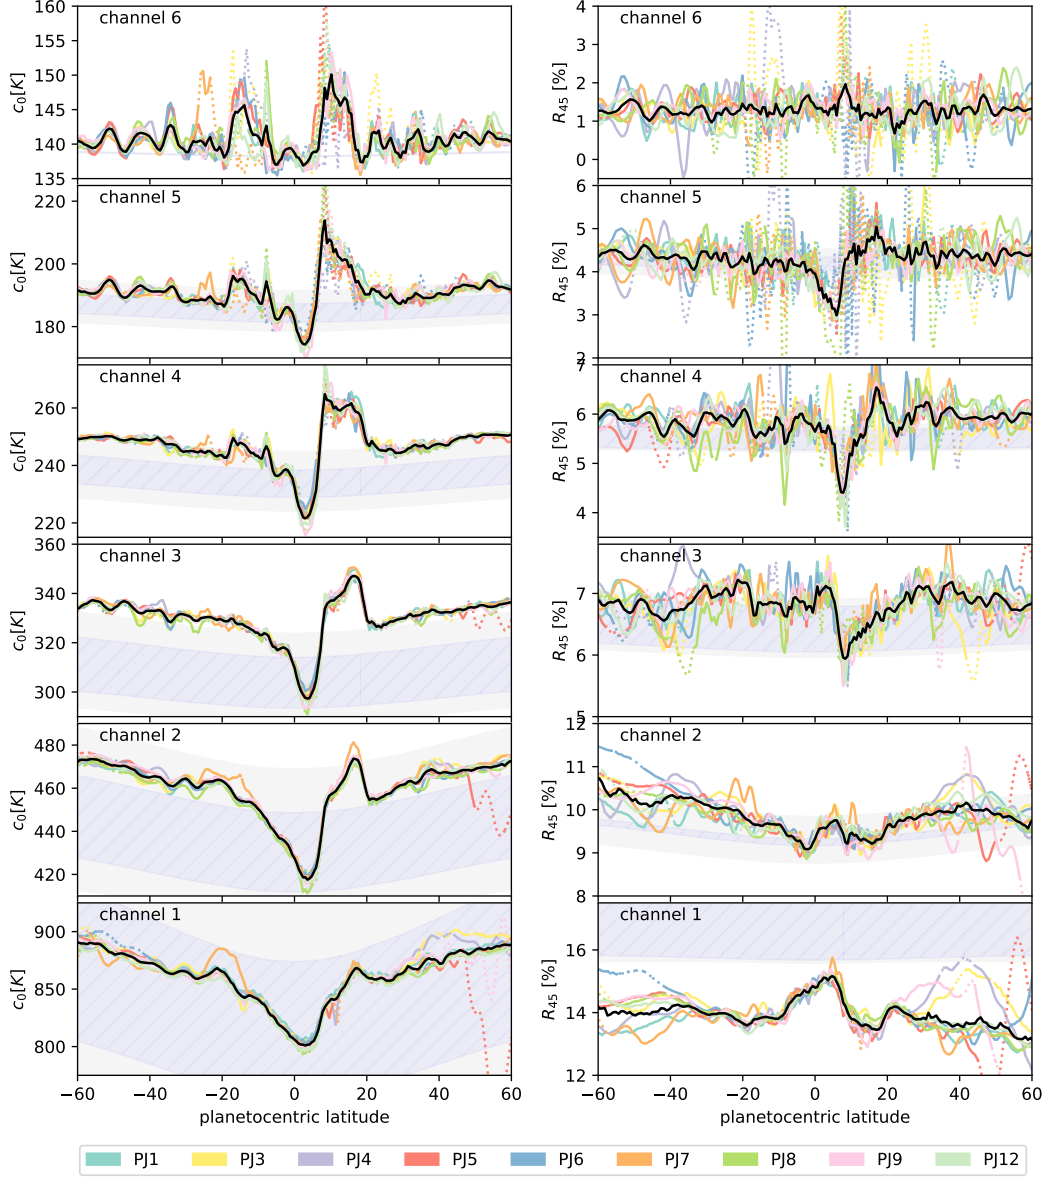 160
155
150
145
140
135
c0[K]
channel 6
4
3
2
1
0
R45 [%]
channel 6
220
200
180
c0[K]
channel 5
6
5
4
3
2
R45 [%]
channel 5
260
240
220
c0[K]
channel 4
7
6
5
4
R45 [%]
channel 4
360
340
320
300
c0[K]
channel 3
7
6
5
R45 [%]
channel 3
480
460
440
420
c0[K]
channel 2
12
11
10
9
8
R45 [%]
channel 2
900
850
800
c0[K]
channel 1
16
14
12
R45 [%]
channel 1
−60 −40 −20 0 20 40 60
planetocentric latitude
−60 −40 −20 0 20 40 60
planetocentric latitude
PJ1 PJ3 PJ4 PJ5 PJ6 PJ7 PJ8 PJ9 PJ12